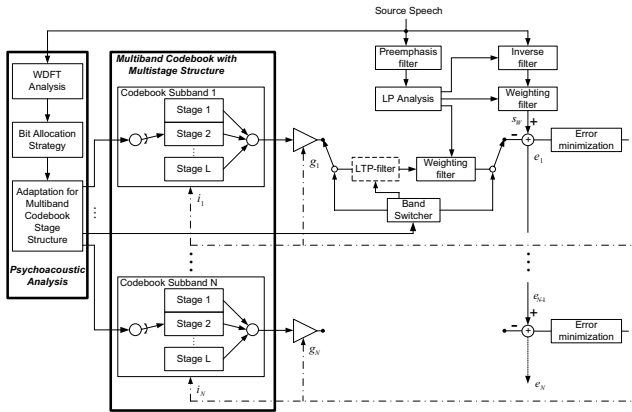 Source Speech
Multiband Codebook with
Multistage Structure
WDFT
Analysis
Bit Allocation
Strategy
Adaptation for
Multiband
Codebook
Stage
Structure
Psychoacoustic
Analysis
Codebook Subband 1
Stage 1
Stage 2
Stage L
Preemphasis
filter
Inverse
filter
LP Analysis
Weighting
filter
s_W
+
-
+
Error
minimization
e_1
g_1
LTP-filter
Weighting
filter
Band
Switcher
i_1
Codebook Subband N
Stage 1
Stage 2
Stage L
e_{N-1}
+
-
+
Error
minimization
g_N
i_N
e_N